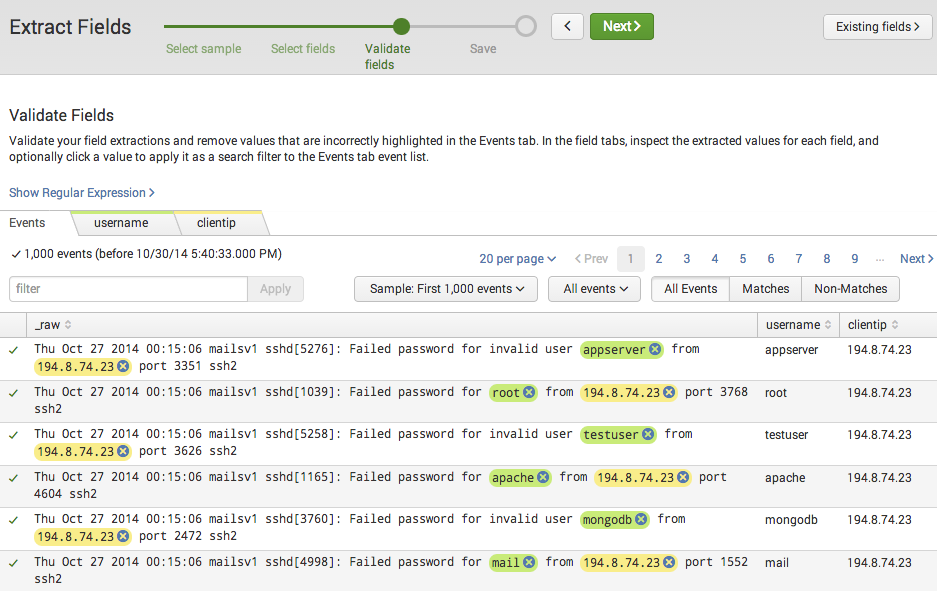 Extract Fields
Select sample
Select fields
Validate
fields
Save
<
Next >
Existing fields >
Validate Fields
Validate your field extractions and remove values that are incorrectly highlighted in the Events tab. In the field tabs, inspect the extracted values for each field, and
optionally click a value to apply it as a search filter to the Events tab event list.
Show Regular Expression >
Events username clientip
✓ 1,000 events (before 10/30/14 5:40:33.000 PM)
20 per page < Prev 1 2 3 4 5 6 7 8 9 ... Next >
filter Apply Sample: First 1,000 events All events All Events Matches Non-Matches
_raw username clientip
✓ Thu Oct 27 2014 00:15:06 mailsv1 sshd[5276]: Failed password for invalid user appserver from appserver 194.8.74.23
194.8.74.23 port 3351 ssh2
✓ Thu Oct 27 2014 00:15:06 mailsv1 sshd[1039]: Failed password for root from 194.8.74.23 port 3768 root 194.8.74.23
ssh2
✓ Thu Oct 27 2014 00:15:06 mailsv1 sshd[5258]: Failed password for invalid user testuser from testuser 194.8.74.23
194.8.74.23 port 3626 ssh2
✓ Thu Oct 27 2014 00:15:06 mailsv1 sshd[1165]: Failed password for apache from 194.8.74.23 port apache 194.8.74.23
4604 ssh2
✓ Thu Oct 27 2014 00:15:06 mailsv1 sshd[3760]: Failed password for invalid user mongodb from mongodb 194.8.74.23
194.8.74.23 port 2472 ssh2
✓ Thu Oct 27 2014 00:15:06 mailsv1 sshd[4998]: Failed password for mail from 194.8.74.23 port 1552 mail 194.8.74.23
ssh2